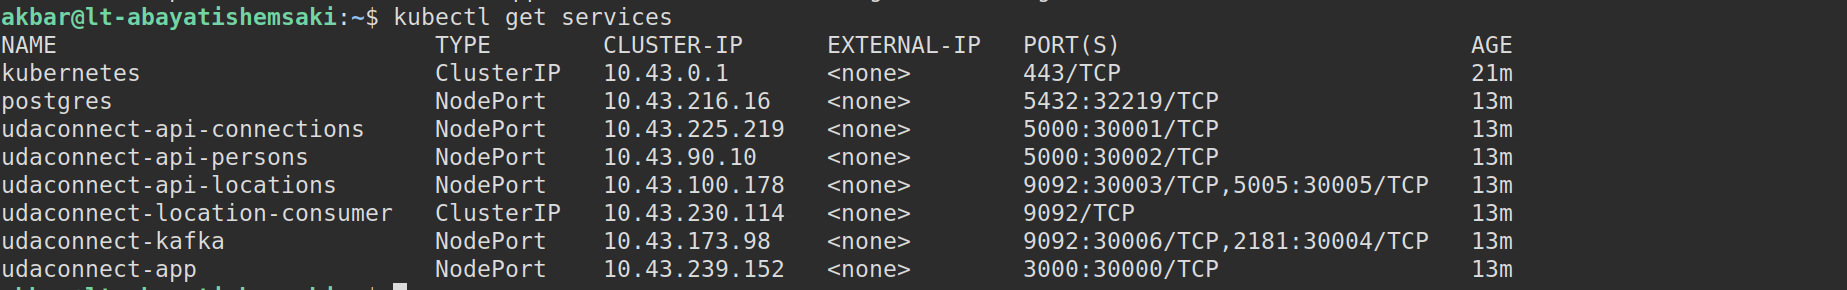 akbar@lt-abayatishemsaki:~$ kubectl get services
NAME                           TYPE        CLUSTER-IP      EXTERNAL-IP   PORT(S)                         AGE
kubernetes                     ClusterIP   10.43.0.1       <none>        443/TCP                         21m
postgres                       NodePort    10.43.216.16    <none>        5432:32219/TCP                  13m
udaconnect-api-connections     NodePort    10.43.225.219   <none>        5000:30001/TCP                  13m
udaconnect-api-persons         NodePort    10.43.90.10     <none>        5000:30002/TCP                  13m
udaconnect-api-locations       NodePort    10.43.100.178   <none>        9092:30003/TCP,5005:30005/TCP   13m
udaconnect-location-consumer   ClusterIP   10.43.230.114   <none>        9092/TCP                        13m
udaconnect-kafka               NodePort    10.43.173.98    <none>        9092:30006/TCP,2181:30004/TCP   13m
udaconnect-app                 NodePort    10.43.239.152   <none>        3000:30000/TCP                  13m